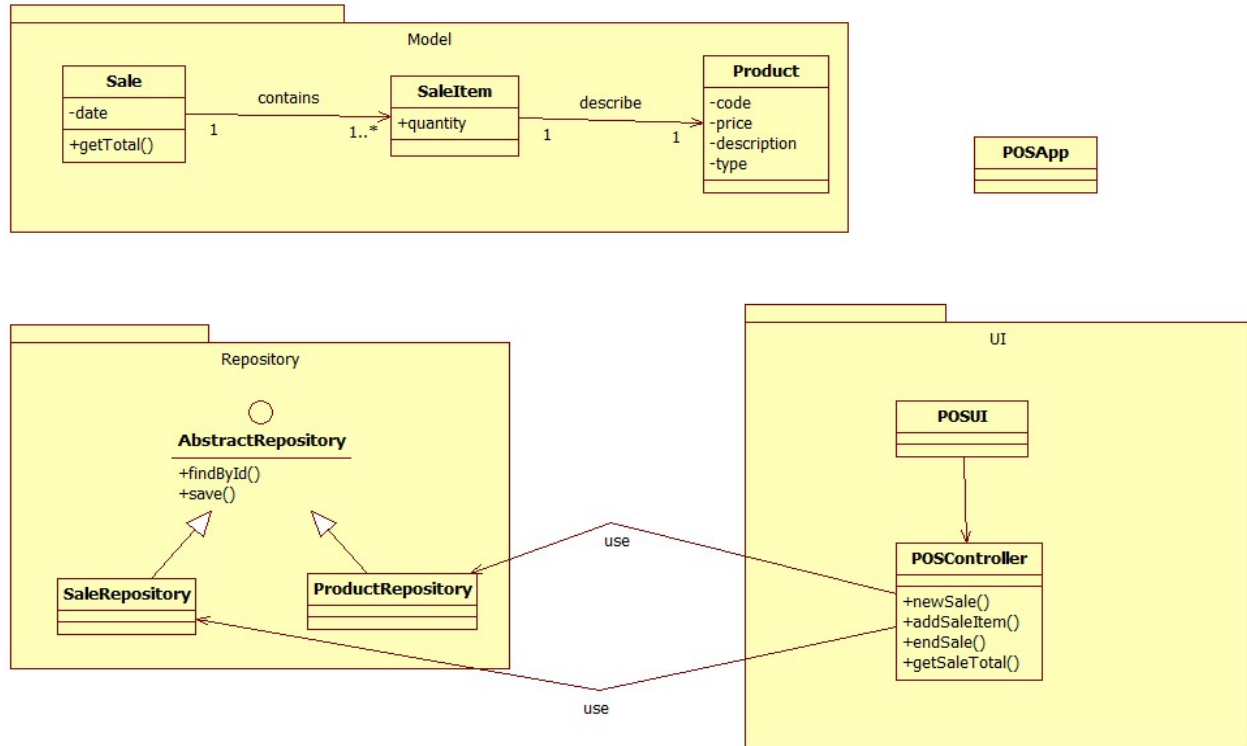 Model
Sale
-date
+getTotal()
contains
1
1..*
SaleItem
+quantity
describe
1
1
Product
-code
-price
-description
-type
POSApp
Repository
AbstractRepository
+findById()
+save()
SaleRepository
ProductRepository
use
use
UI
POSUI
POSController
+newSale()
+addSaleItem()
+endSale()
+getSaleTotal()